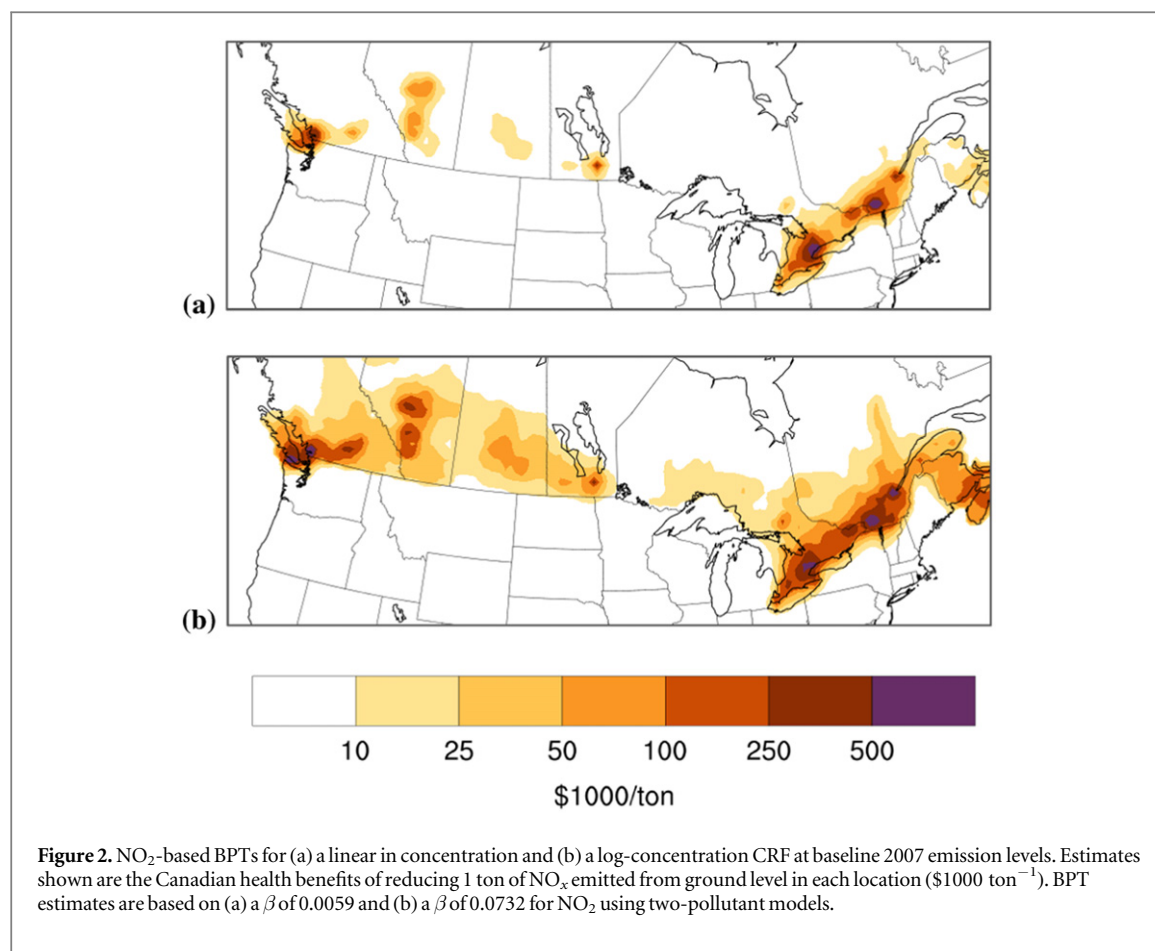 (a)
(b)
10 25 50 100 250 500
$1000/ton
Figure 2. NO₂-based BPTs for (a) a linear in concentration and (b) a log-concentration CRF at baseline 2007 emission levels. Estimates
shown are the Canadian health benefits of reducing 1 ton of NOₓ emitted from ground level in each location ($1000 ton⁻¹). BPT
estimates are based on (a) a β of 0.0059 and (b) a β of 0.0732 for NO₂ using two-pollutant models.